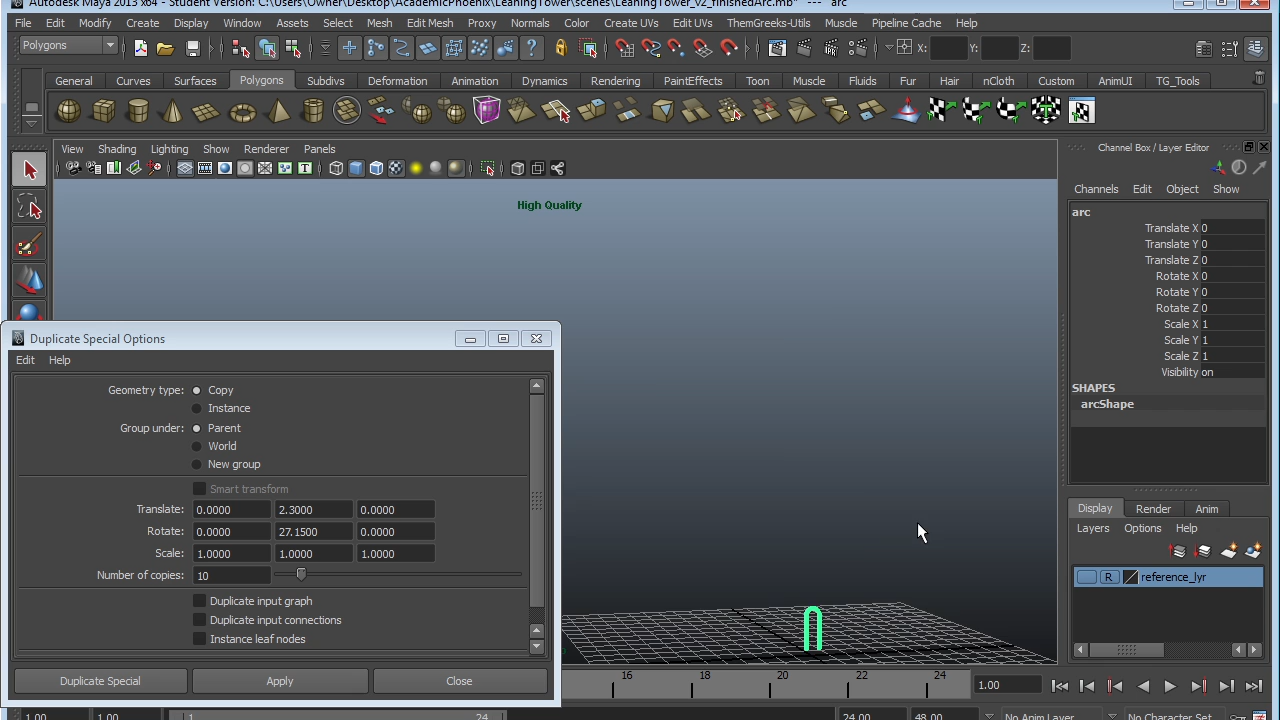 Autodesk Maya 2013 x64 - Student Version: C:\Users\Owner\Desktop\AcademicPhoenix\LeaningTower\scenes\LeaningTower_v2_finishedArc.mb* --- arc
File Edit Modify Create Display Window Assets Select Mesh Edit Mesh Proxy Normals Color Create UVs Edit UVs ThemGreeks-Utils Muscle Pipeline Cache Help
Polygons X: Y: Z:
General Curves Surfaces Polygons Subdivs Deformation Animation Dynamics Rendering PaintEffects Toon Muscle Fluids Fur Hair nCloth Custom AnimUI TG_Tools
View Shading Lighting Show Renderer Panels
High Quality
Channel Box / Layer Editor
Channels Edit Object Show
arc
Translate X 0
Translate Y 0
Translate Z 0
Rotate X 0
Rotate Y 0
Rotate Z 0
Scale X 1
Scale Y 1
Scale Z 1
Visibility on
SHAPES
arcShape
Display Render Anim
Layers Options Help
R reference_lyr
Duplicate Special Options
Edit Help
Geometry type: Copy
Instance
Group under: Parent
World
New group
Smart transform
Translate: 0.0000 2.3000 0.0000
Rotate: 0.0000 27.1500 0.0000
Scale: 1.0000 1.0000 1.0000
Number of copies: 10
Duplicate input graph
Duplicate input connections
Instance leaf nodes
Duplicate Special Apply Close
16 18 20 22 24 1.00
1.00 1.00 1 24 24.00 48.00 No Anim Layer No Character Set